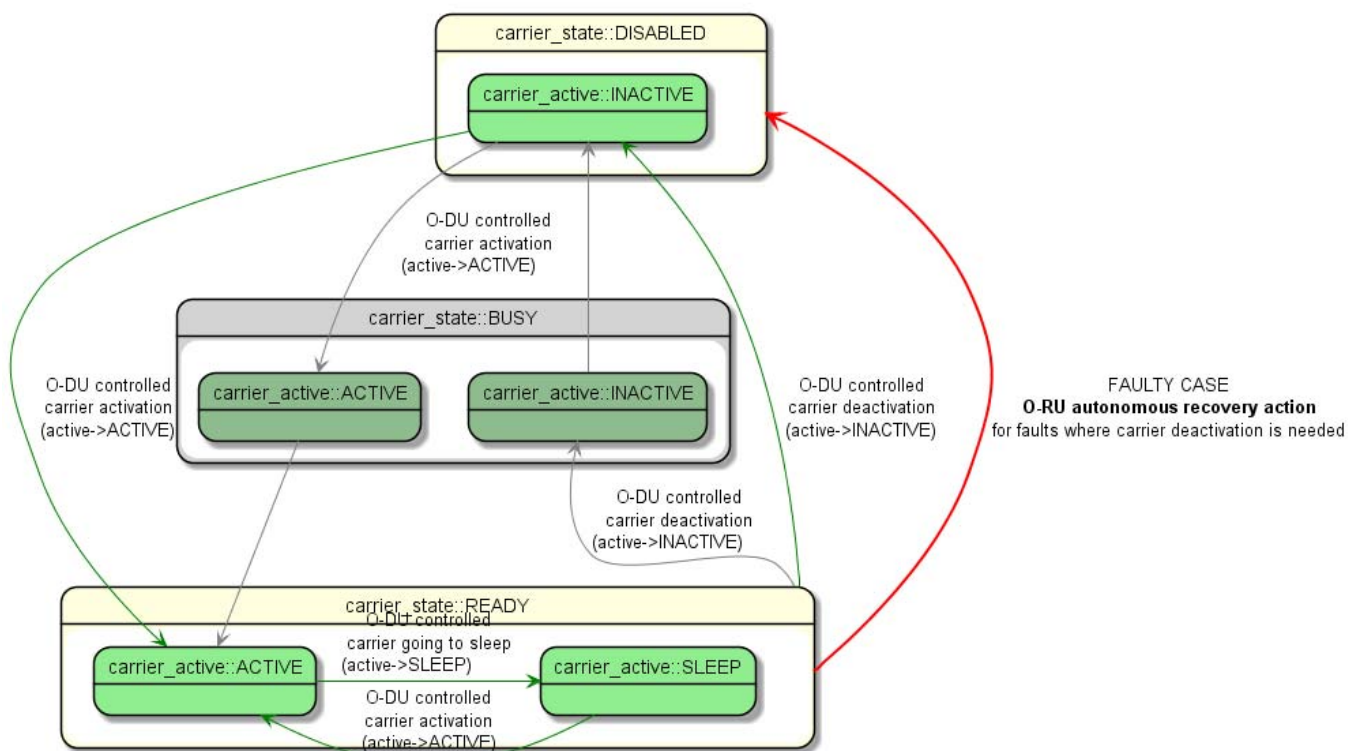 carrier_state::DISABLED
carrier_active::INACTIVE
O-DU controlled
carrier activation
(active->ACTIVE)
carrier_state::BUSY
carrier_active::ACTIVE
carrier_active::INACTIVE
O-DU controlled
carrier activation
(active->ACTIVE)
O-DU controlled
carrier deactivation
(active->INACTIVE)
FAULTY CASE
O-RU autonomous recovery action
for faults where carrier deactivation is needed
O-DU controlled
carrier deactivation
(active->INACTIVE)
carrier_state::READY
O-DU controlled
carrier going to sleep
(active->SLEEP)
carrier_active::ACTIVE
carrier_active::SLEEP
O-DU controlled
carrier activation
(active->ACTIVE)